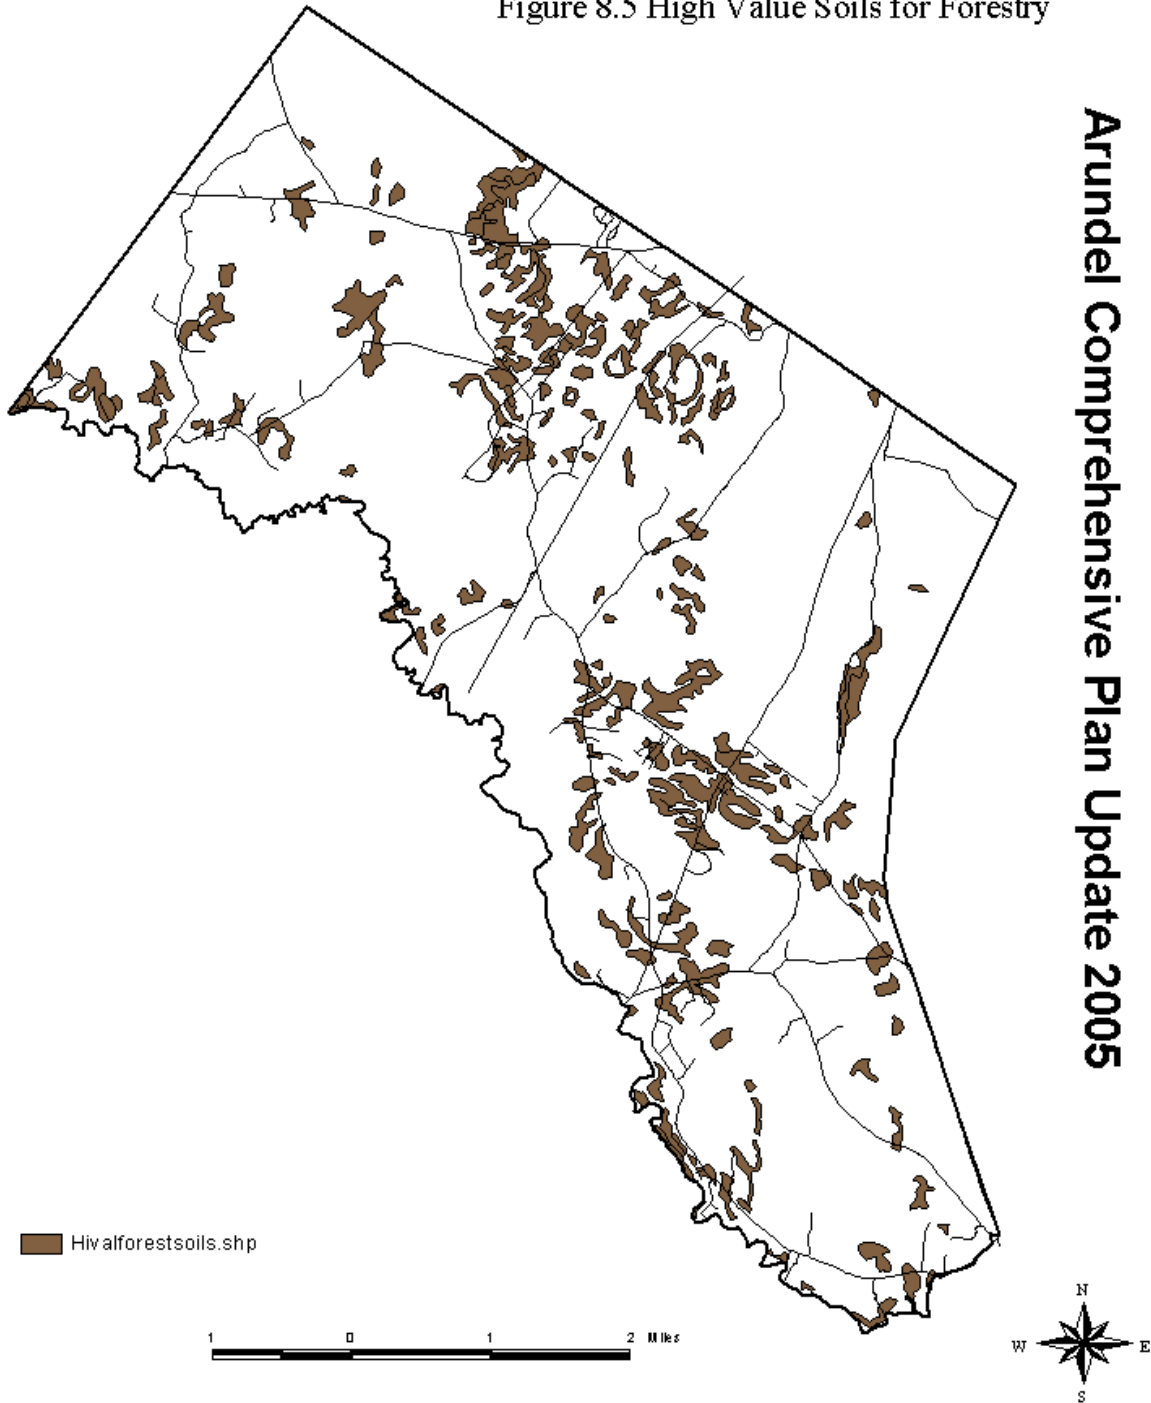 Figure 8.5 High Value Soils for Forestry
Arundel Comprehensive Plan Update 2005
Hivalforestsoils.shp
1 0 1 2 Miles
N
W E
S